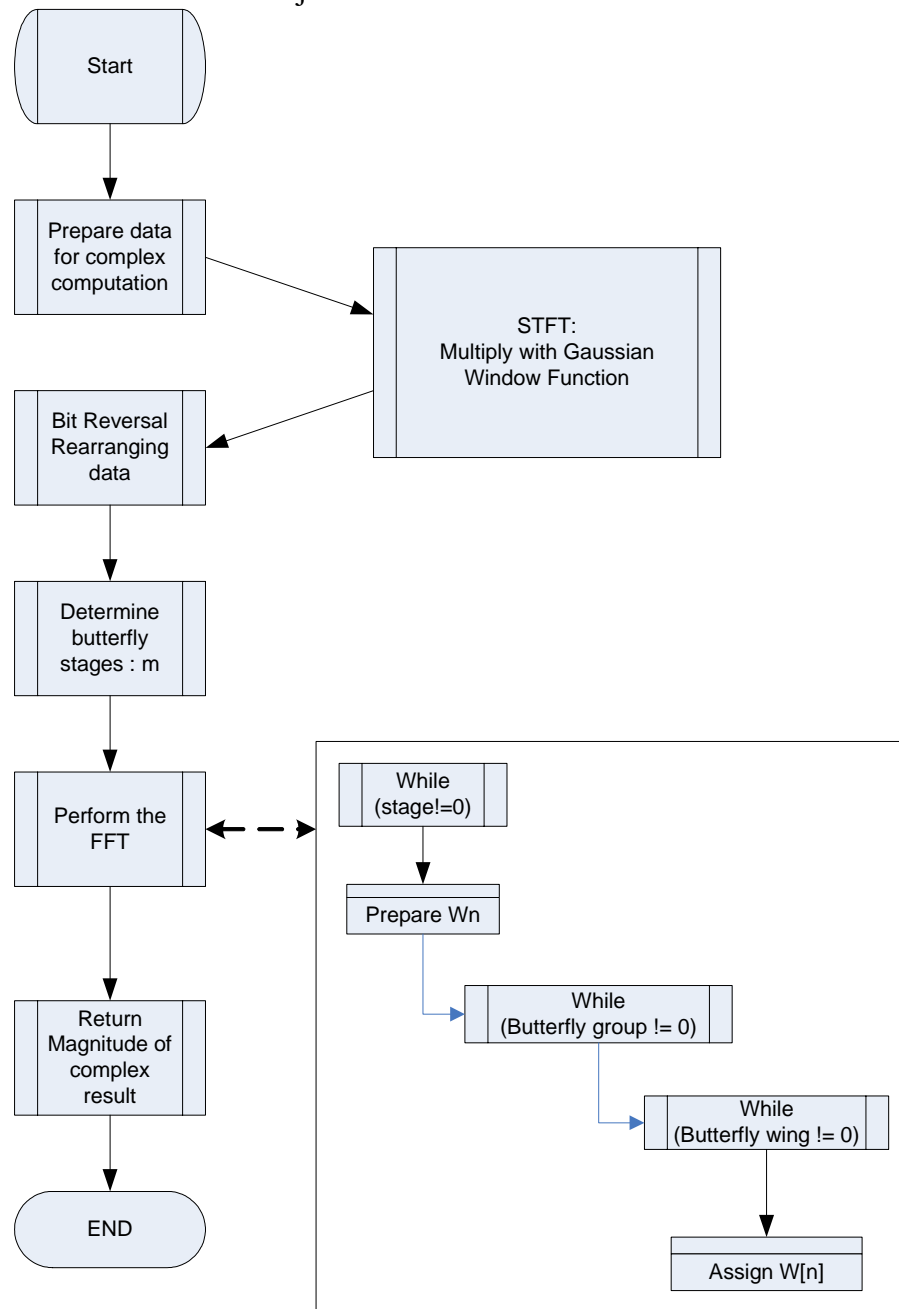 Start
Prepare data
for complex
computation
STFT:
Multiply with Gaussian
Window Function
Bit Reversal
Rearranging
data
Determine
butterfly
stages : m
Perform the
FFT
While
(stage!=0)
Prepare Wn
While
(Butterfly group != 0)
While
(Butterfly wing != 0)
Assign W[n]
Return
Magnitude of
complex
result
END